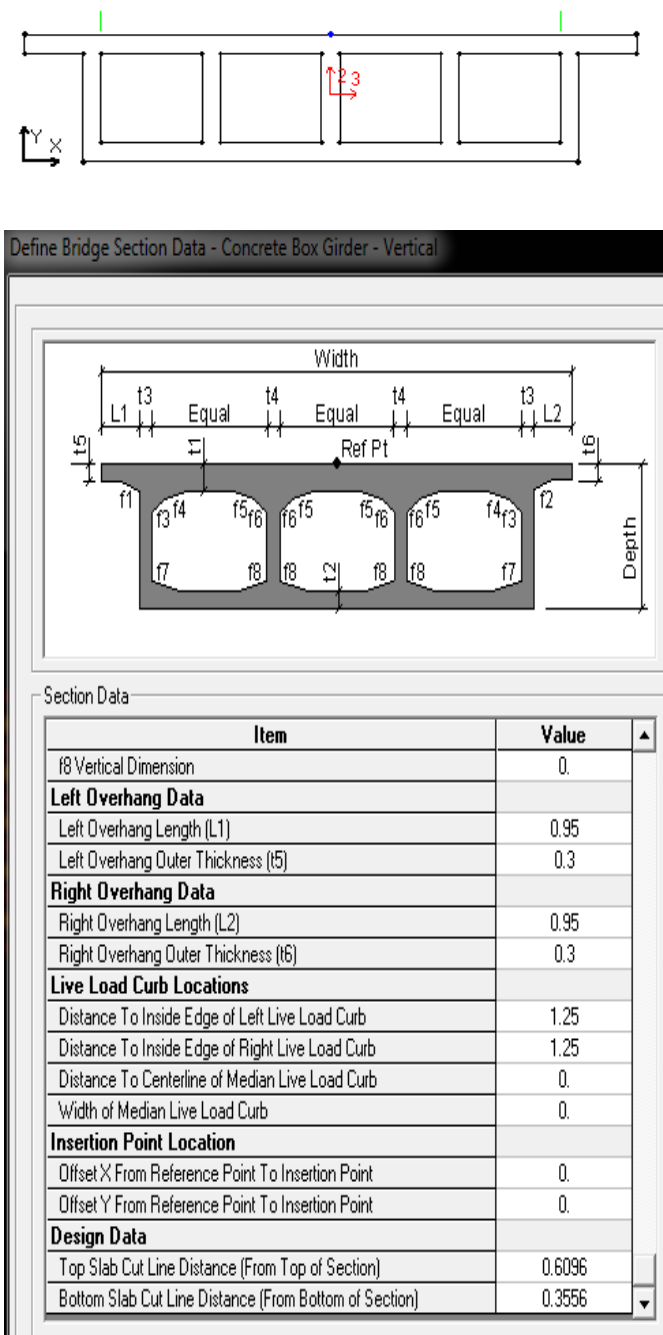 2 3
Y X
Define Bridge Section Data - Concrete Box Girder - Vertical
Width
t3 t4 t4 t3
L1 Equal Equal Equal L2
t5 t1 Ref Pt t6
f1 f2
f3 f4 f5 f6 f6 f5 f5 f6 f6 f5 f4 f3
Depth
f7 f8 f8 t2 f8 f8 f7
Section Data
Item Value
f8 Vertical Dimension 0.
Left Overhang Data
Left Overhang Length (L1) 0.95
Left Overhang Outer Thickness (t5) 0.3
Right Overhang Data
Right Overhang Length (L2) 0.95
Right Overhang Outer Thickness (t6) 0.3
Live Load Curb Locations
Distance To Inside Edge of Left Live Load Curb 1.25
Distance To Inside Edge of Right Live Load Curb 1.25
Distance To Centerline of Median Live Load Curb 0.
Width of Median Live Load Curb 0.
Insertion Point Location
Offset X From Reference Point To Insertion Point 0.
Offset Y From Reference Point To Insertion Point 0.
Design Data
Top Slab Cut Line Distance (From Top of Section) 0.6096
Bottom Slab Cut Line Distance (From Bottom of Section) 0.3556